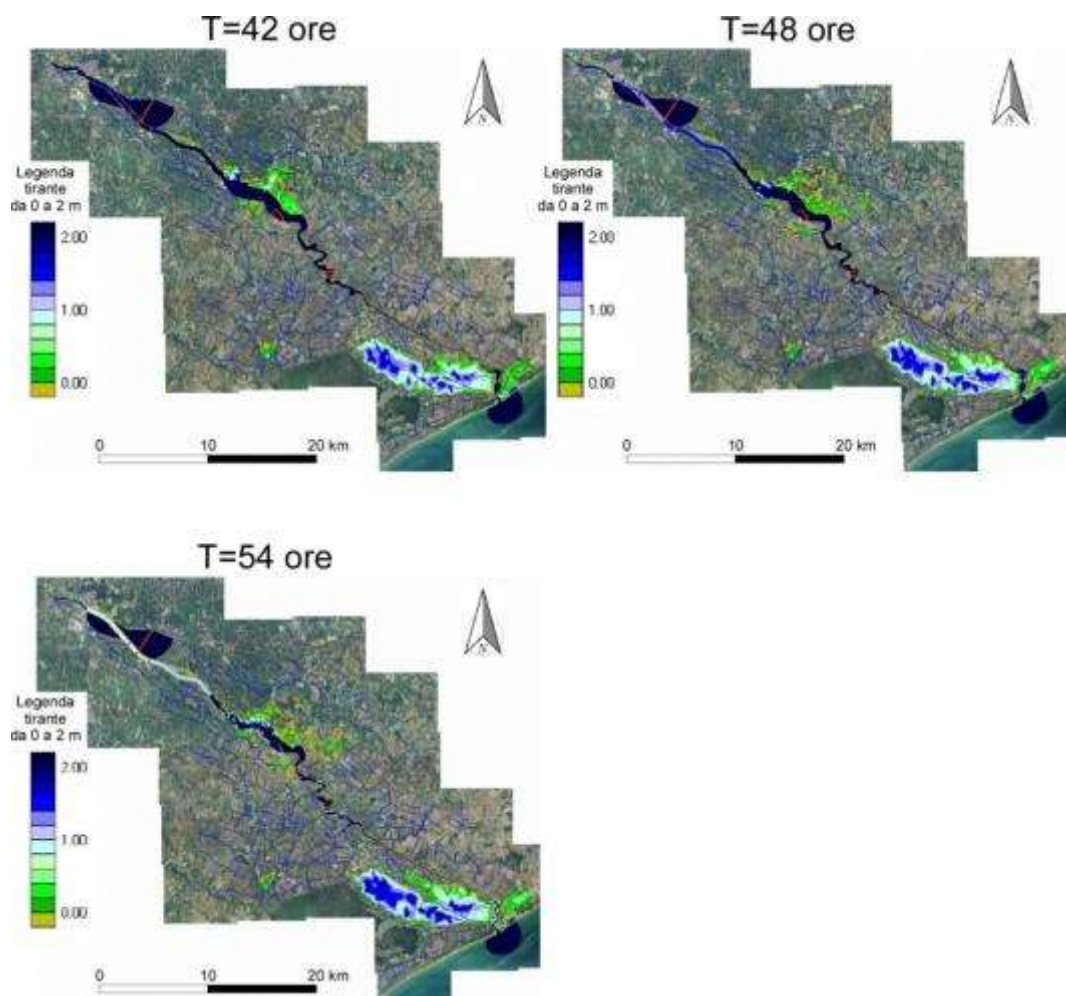 T=42 ore
N
Legenda
tirante
da 0 a 2 m
2.00
1.00
0.00
0 10 20 km
T=48 ore
N
Legenda
tirante
da 0 a 2 m
2.00
1.00
0.00
0 10 20 km
T=54 ore
N
Legenda
tirante
da 0 a 2 m
2.00
1.00
0.00
0 10 20 km